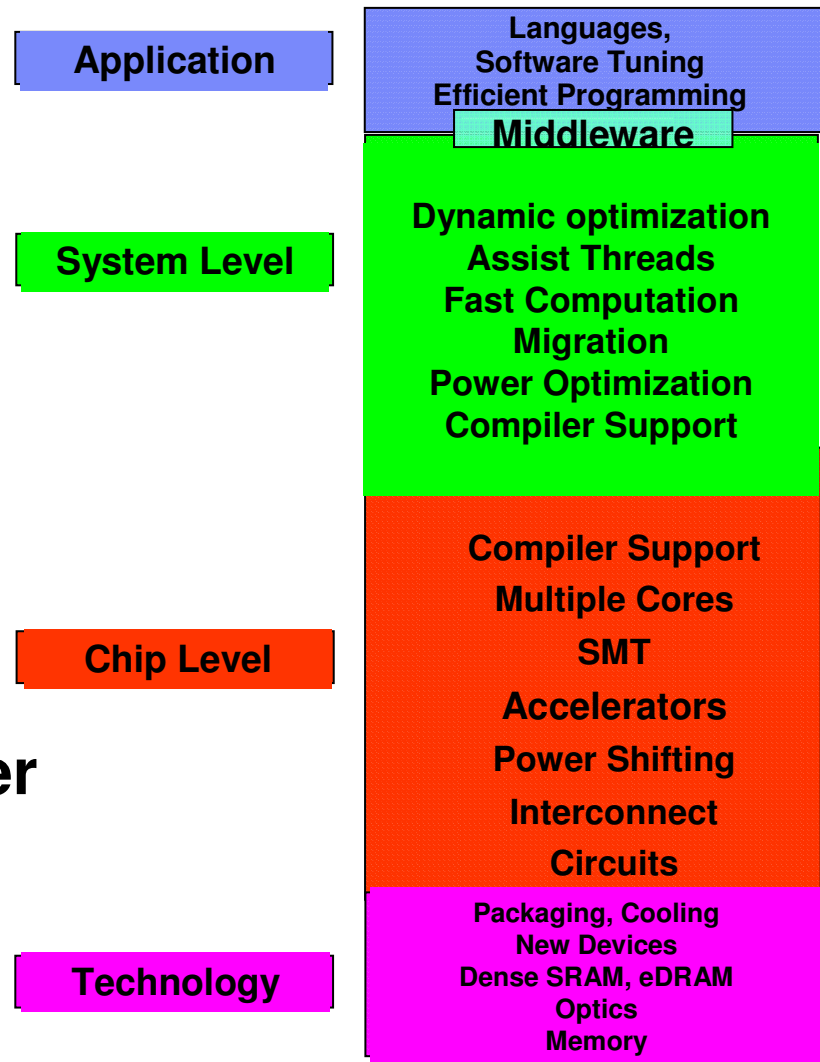 Application
Languages,
Software Tuning
Efficient Programming
Middleware
System Level
Dynamic optimization
Assist Threads
Fast Computation
Migration
Power Optimization
Compiler Support
Chip Level
Compiler Support
Multiple Cores
SMT
Accelerators
Power Shifting
Interconnect
Circuits
er
Technology
Packaging, Cooling
New Devices
Dense SRAM, eDRAM
Optics
Memory